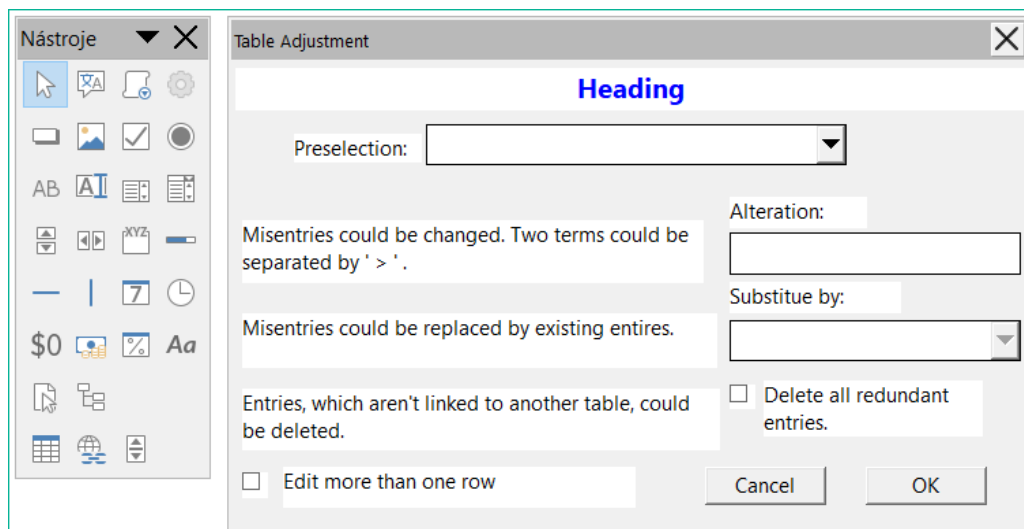 Nástroje
XA
AB
AI
XYZ
7
$0
%
Aa
Table Adjustment
Heading
Preselection:
Alteration:
Misentries could be changed. Two terms could be
separated by ' > ' .
Substitue by:
Misentries could be replaced by existing entires.
Entries, which aren't linked to another table, could
be deleted.
Delete all redundant
entries.
Edit more than one row
Cancel
OK